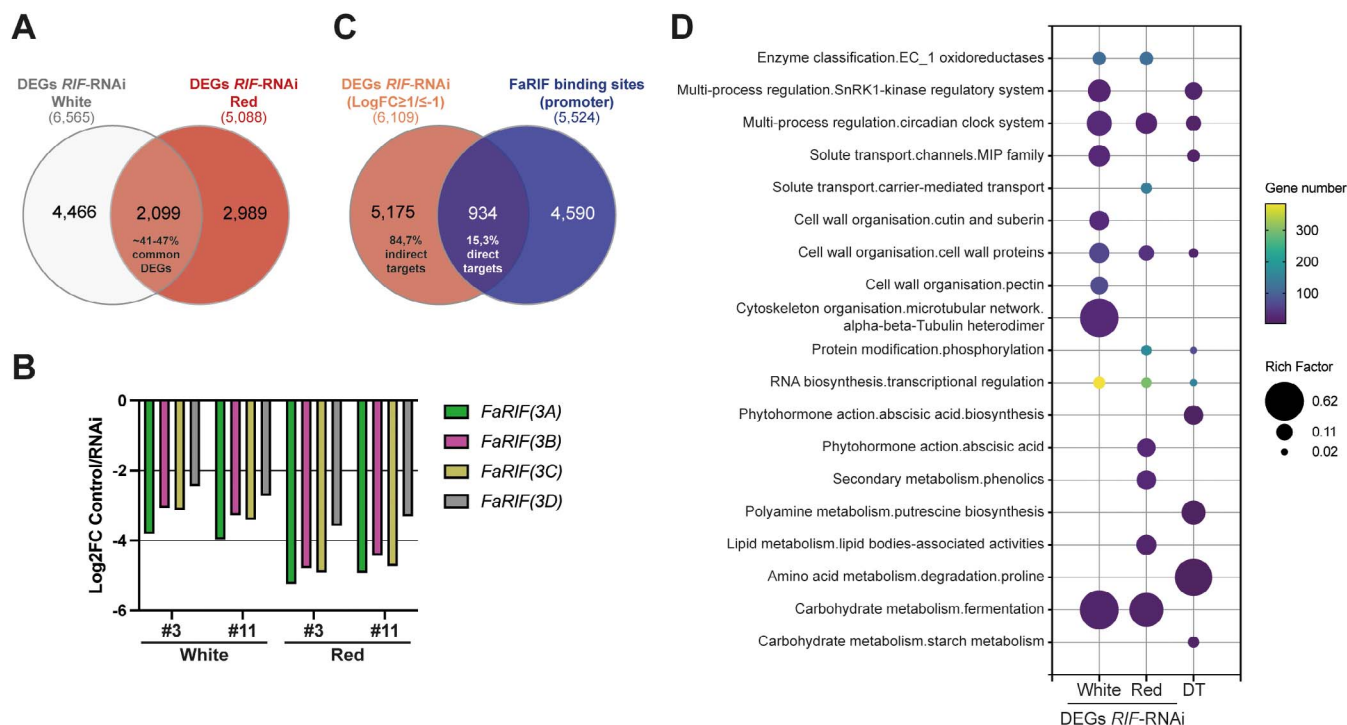 A
DEGs RIF-RNAi
White
(6,565)
DEGs RIF-RNAi
Red
(5,088)
4,466
2,099
2,989
~41-47%
common
DEGs
C
DEGs RIF-RNAi
(LogFC≥1/≤-1)
(6,109)
FaRIF binding sites
(promoter)
(5,524)
5,175
934
4,590
84,7%
indirect
targets
15,3%
direct
targets
B
Log2FC Control/RNAi
0
-2
-4
-6
#3
#11
#3
#11
White
Red
FaRIF(3A)
FaRIF(3B)
FaRIF(3C)
FaRIF(3D)
D
Enzyme classification.EC_1 oxidoreductases
Multi-process regulation.SnRK1-kinase regulatory system
Multi-process regulation.circadian clock system
Solute transport.channels.MIP family
Solute transport.carrier-mediated transport
Cell wall organisation.cutin and suberin
Cell wall organisation.cell wall proteins
Cell wall organisation.pectin
Cytoskeleton organisation.microtubular network.
alpha-beta-Tubulin heterodimer
Protein modification.phosphorylation
RNA biosynthesis.transcriptional regulation
Phytohormone action.abscisic acid.biosynthesis
Phytohormone action.abscisic acid
Secondary metabolism.phenolics
Polyamine metabolism.putrescine biosynthesis
Lipid metabolism.lipid bodies-associated activities
Amino acid metabolism.degradation.proline
Carbohydrate metabolism.fermentation
Carbohydrate metabolism.starch metabolism
White
Red
DT
DEGs RIF-RNAi
Gene number
300
200
100
Rich Factor
0.62
0.11
0.02